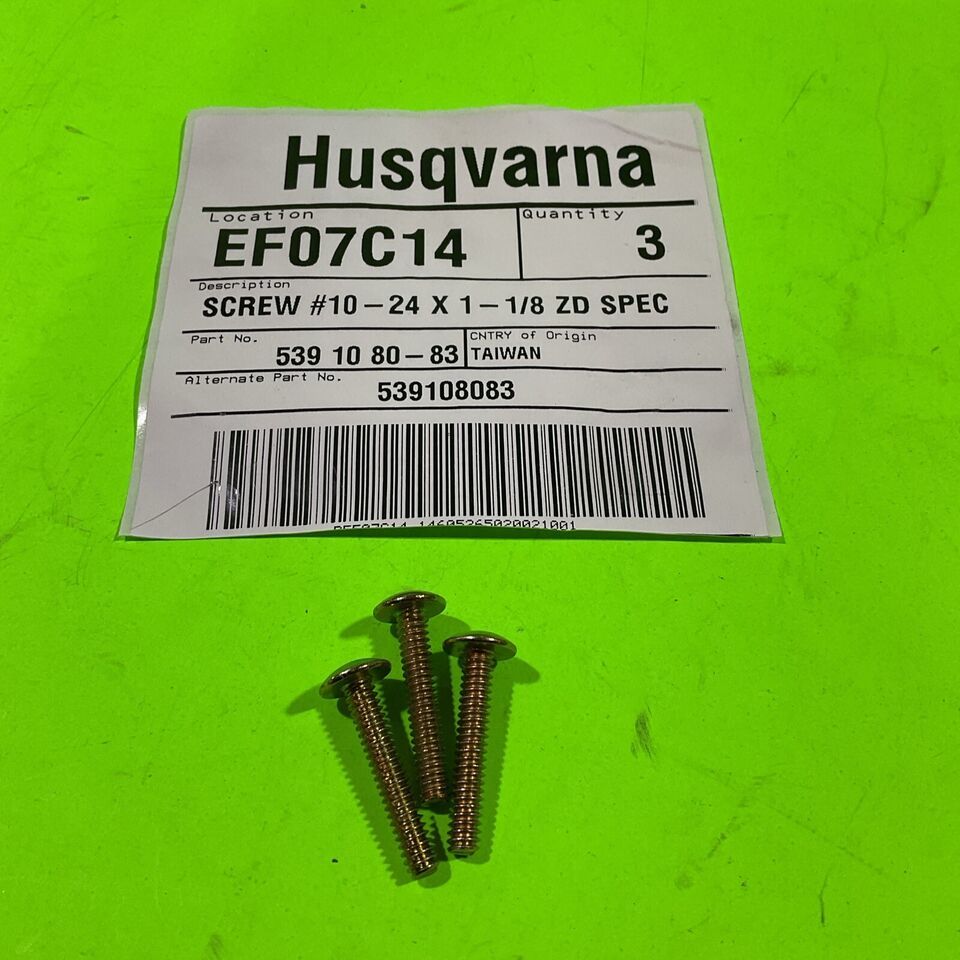 Husqvarna
Location
Quantity
EF07C14
3
Description
SCREW #10-24 X 1-1/8 ZD SPEC
Part No.
CNTRY of Origin
539 10 80-83
TAIWAN
Alternate Part No.
539108083